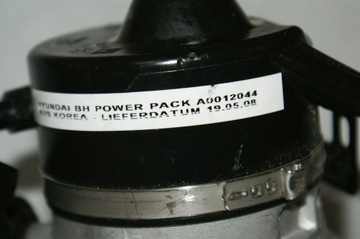 HYUNDAI BH POWER PACK A0012044
KOREA - LIEFERDATUM 19.05.08